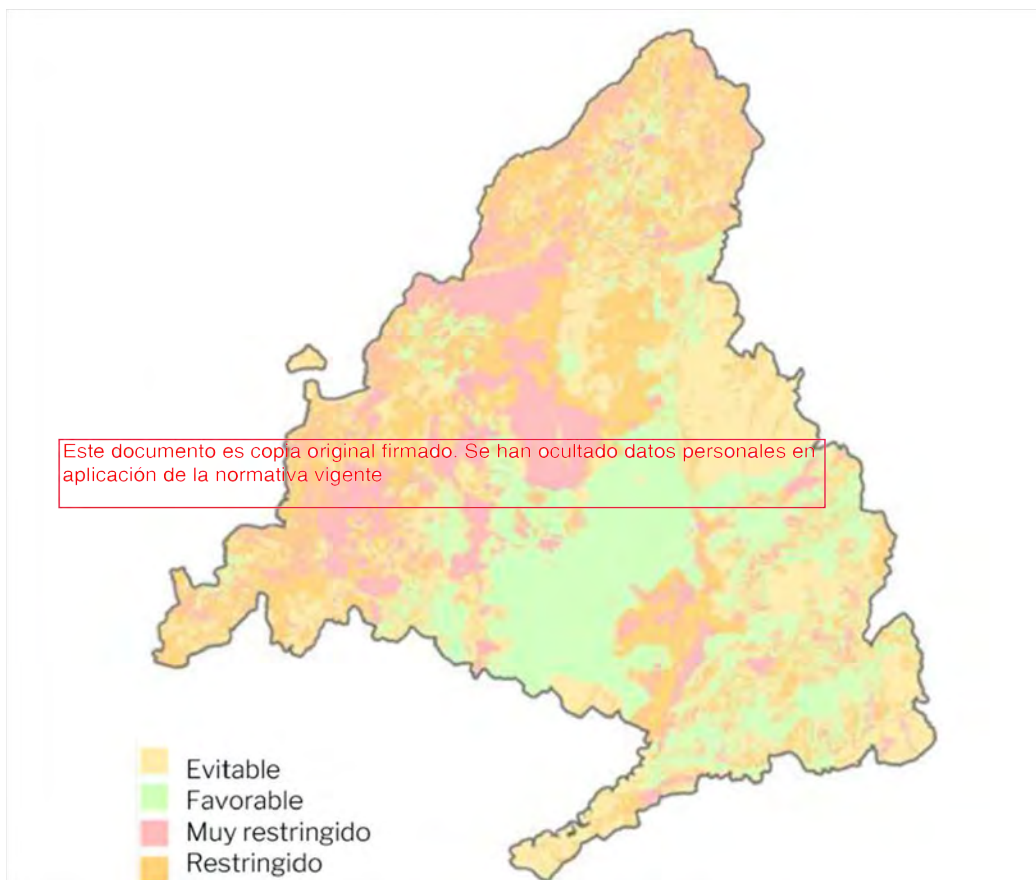 Este documento es copia original firmado. Se han ocultado datos personales en
aplicación de la normativa vigente
Evitable
Favorable
Muy restringido
Restringido